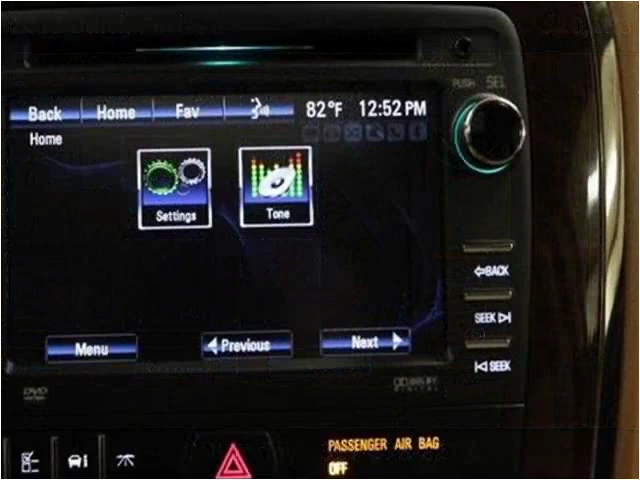 PUSH SEL
Back Home Fav 82°F 12:52 PM
Home
Settings Tone
BACK
SEEK
SEEK
Menu Previous Next
DVD
DIGITAL
PASSENGER AIR BAG
OFF